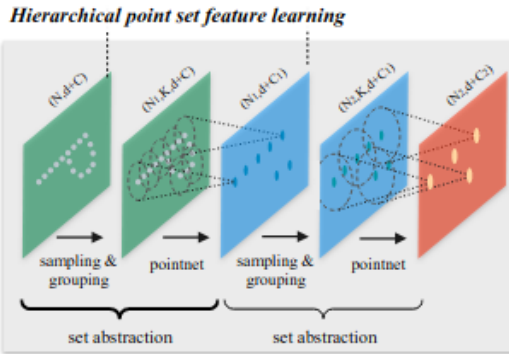 Hierarchical point set feature learning
(N,d+C)
(N₁,K,d+C)
(N₁,d+C₁)
(N₂,K,d+C₁)
(N₂,d+C₂)
sampling &
grouping
pointnet
sampling &
grouping
pointnet
set abstraction
set abstraction